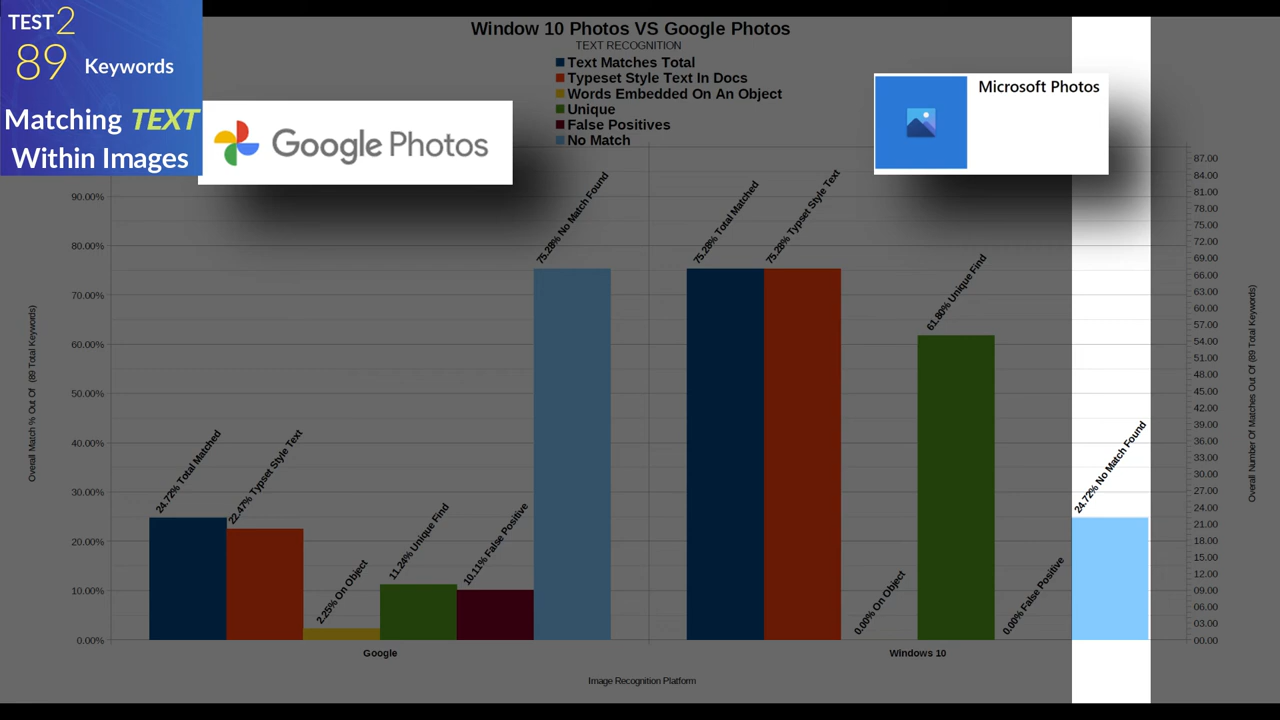 TEST2
89 Keywords
Matching TEXT
Within Images
Window 10 Photos VS Google Photos
TEXT RECOGNITION
Text Matches Total
Typeset Style Text In Docs
Words Embedded On An Object
Unique
False Positives
No Match
Google Photos
Microsoft Photos
90.00%
80.00%
70.00%
60.00%
50.00%
40.00%
30.00%
20.00%
10.00%
0.00%
Overall Match % Out Of (89 Total Keywords)
24.72% Total Matched
22.47% Typset Style Text
2.25% On Object
11.24% Unique Find
10.11% False Positive
75.28% No Match Found
75.28% Total Matched
75.28% Typset Style Text
0.00% On Object
61.80% Unique Find
0.00% False Positive
24.72% No Match Found
87.00
84.00
81.00
78.00
75.00
72.00
69.00
66.00
63.00
60.00
57.00
54.00
51.00
48.00
45.00
42.00
39.00
36.00
33.00
30.00
27.00
24.00
21.00
18.00
15.00
12.00
09.00
06.00
03.00
00.00
Overall Number Of Matches Out Of (89 Total Keywords)
Google
Windows 10
Image Recognition Platform